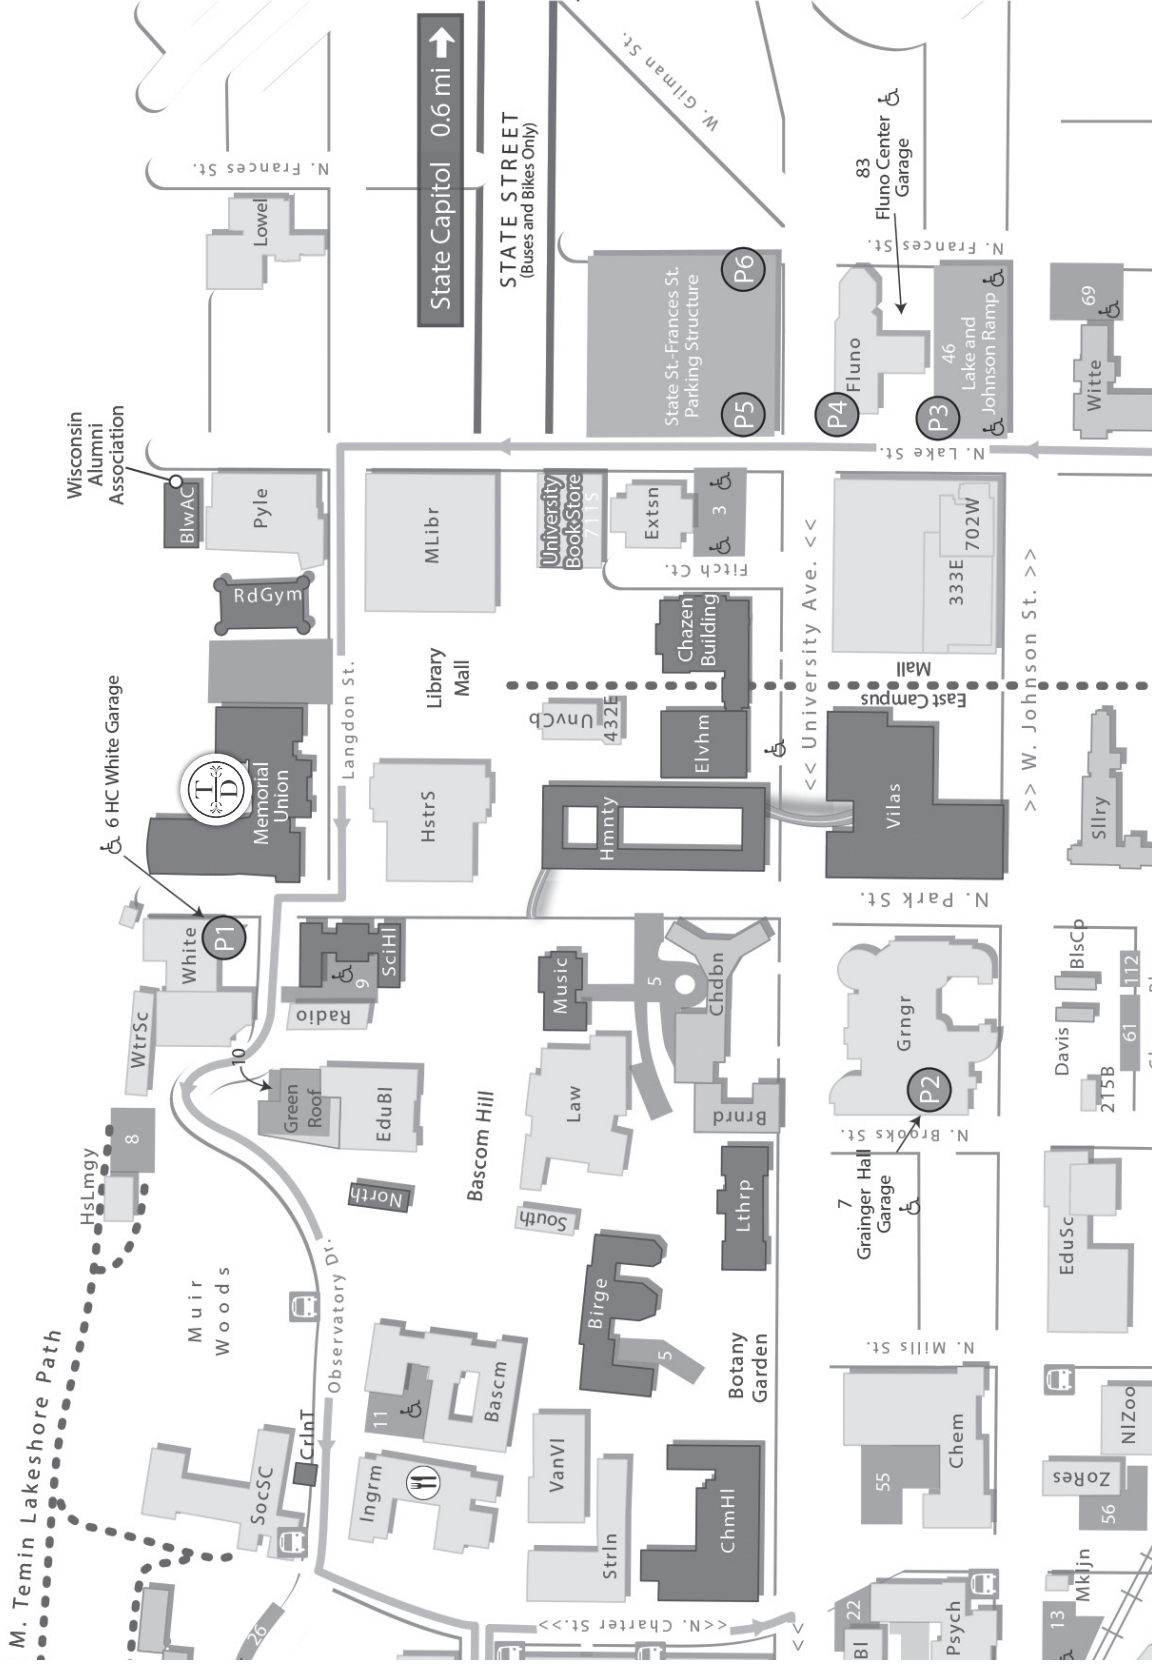 N. Frances St.
Lowel
State Capitol 0.6 mi
STATE STREET
(Buses and Bikes Only)
W. Gilman St.
83
Fluno Center
Garage
N. Frances St.
State St.-Frances St.
Parking Structure
P6
P5
P4
Fluno
P3
46
Lake and
Johnson Ramp
69
Witte
N. Lake St.
Wisconsin
Alumni
Association
BlwAC
Pyle
MLibr
University
Book Store
711S
Extsn
3
Fitch Ct.
<< University Ave. <<
702W
333E
>> W. Johnson St. >>
RdGym
Langdon St.
Library
Mall
Chazen
Building
East Campus
Mall
6 HC White Garage
T
D
Memorial
Union
HstrS
UnvCb
432E
Elvhm
Hmnty
Vilas
Sllry
N. Park St.
White
P1
SciHl
9
Radio
WtrSc
10
Music
5
Chdbn
Grngr
P2
BlsCp
Davis
112
61
215B
Green
Roof
EduBl
Bascom Hill
Law
Brnrd
N. Brooks St.
8
HsLmgy
North
South
Lthrp
7
Grainger Hall
Garage
EduSc
Muir
Woods
Observatory Dr.
Birge
5
Botany
Garden
N. Mills St.
M. Temin Lakeshore Path
11
Bascm
CrlnT
SocSC
Ingrm
VanVl
Strln
ChmHl
55
Chem
NlZoo
ZoRes
56
Mkljn
26
<<N. Charter St.>>
22
Bl
Psych
13